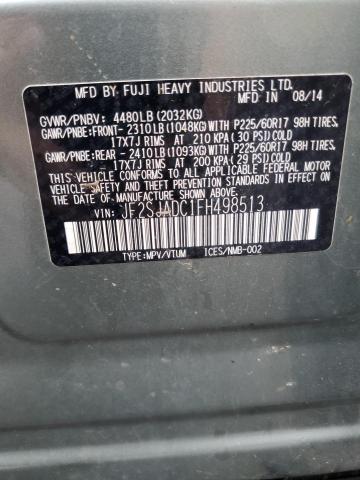 MFD BY FUJI HEAVY INDUSTRIES LTD.
MADE IN 08/14
GVWR/PNBV: 4480LB(2032KG)
GAWR/PNBE:FRONT- 2310LB(1048KG)WITH P225/60R17 98H TIRES,
17X7J RIMS, AT 210 KPA(30 PSI)COLD
GAWR/PNBE:REAR - 2410LB(1093KG)WITH P225/60R17 98H TIRES,
17X7J RIMS, AT 200 KPA(29 PSI)COLD
THIS VEHICLE CONFORMS TO ALL APPLICABLE FEDERAL MOTOR
VEHICLE SAFETY STANDARDS IN EFFECT ON
THE DATE OF MANUFACTURE SHOWN ABOVE.
VIN: JF2SJADC1FH498513
TYPE:MPV/VTUM ICES/NMB-002